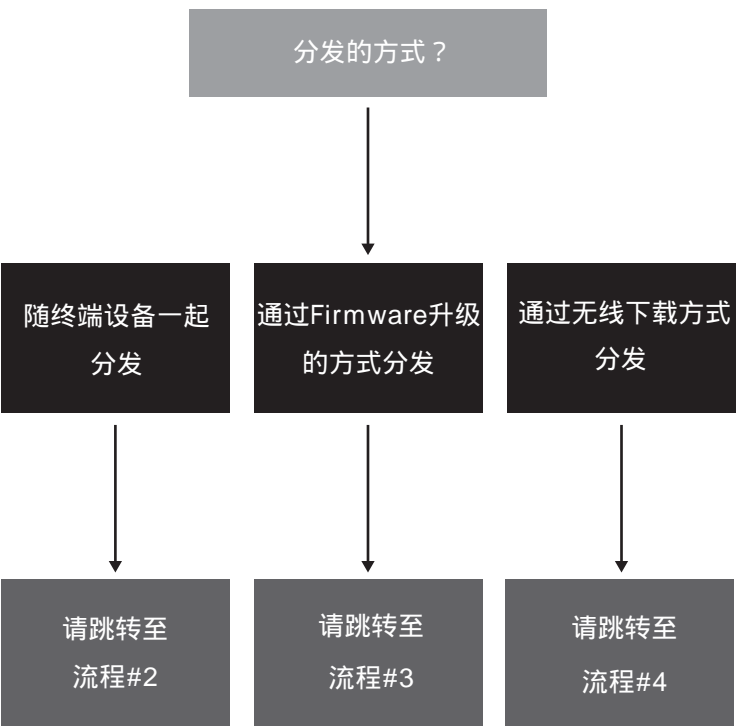 分发的方式？
随终端设备一起
分发
通过Firmware升级
的方式分发
通过无线下载方式
分发
请跳转至
流程#2
请跳转至
流程#3
请跳转至
流程#4